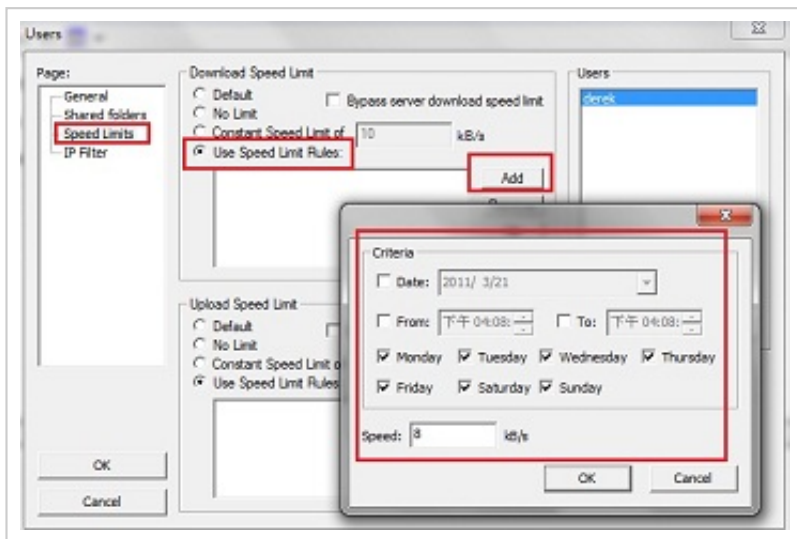 Users
Page:
General
Shared folders
Speed Limits
IP Filter
OK
Cancel
Download Speed Limit
Default
Bypass server download speed limit
No Limit
Constant Speed Limit of 10 kB/s
Use Speed Limit Rules:
Add
Upload Speed Limit
Default
No Limit
Constant Speed Limit o
Use Speed Limit Rules
Users
derek
Criteria
Date: 2011/ 3/21
From: 下午 04:08: To: 下午 04:08:
Monday Tuesday Wednesday Thursday
Friday Saturday Sunday
Speed: 8 kB/s
OK Cancel